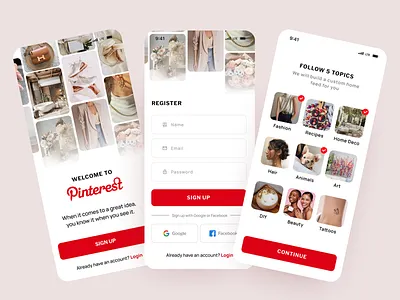 WELCOME TO
Pinterest
When it comes to a great idea,
you know it when you see it.
SIGN UP
Already have an account? Login
9:41
REGISTER
Name
Email
Password
SIGN UP
Sign up with Google or Facebook
Google
Facebook
Already have an account? Login
9:41
FOLLOW 5 TOPICS
We will build a custom home
feed for you
Fashion
Recipes
Home Deco
Hair
Animals
Art
DIY
Beauty
Tattoos
CONTINUE